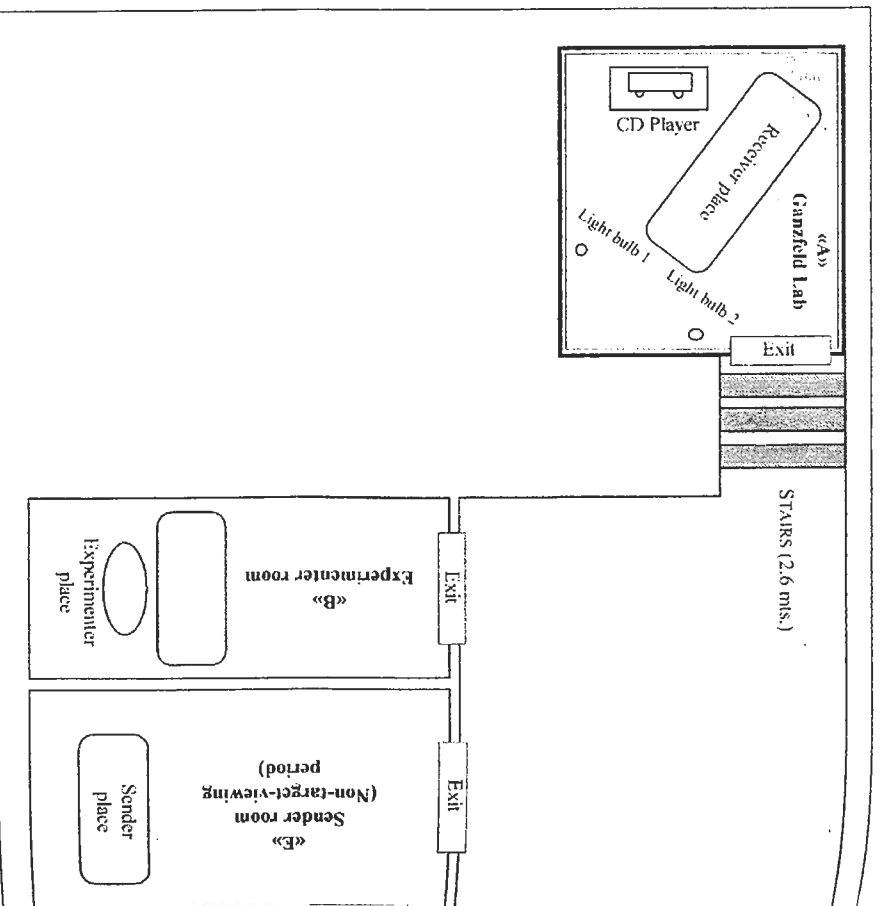 CD Player
Receiver place
«A»
Ganzfeld Lab
Light bulb 1
Light bulb 2
Exit
STAIRS (2.6 mts.)
Exit
«B»
Experimenter room
Experimenter
place
Exit
«E»
Sender room
(Non-target-viewing
period)
Sender
place